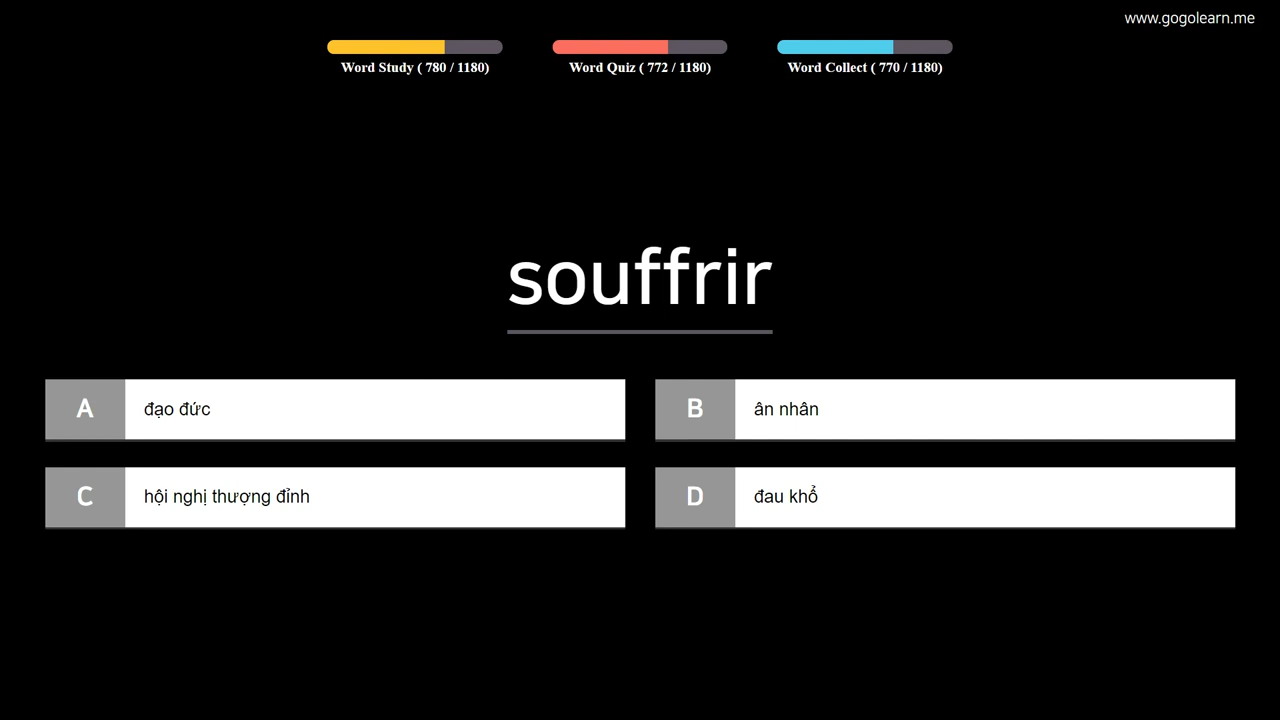 www.gogolearn.me
Word Study ( 780 / 1180)
Word Quiz ( 772 / 1180)
Word Collect ( 770 / 1180)
souffrir
A đạo đức
B ân nhân
C hội nghị thượng đỉnh
D đau khổ